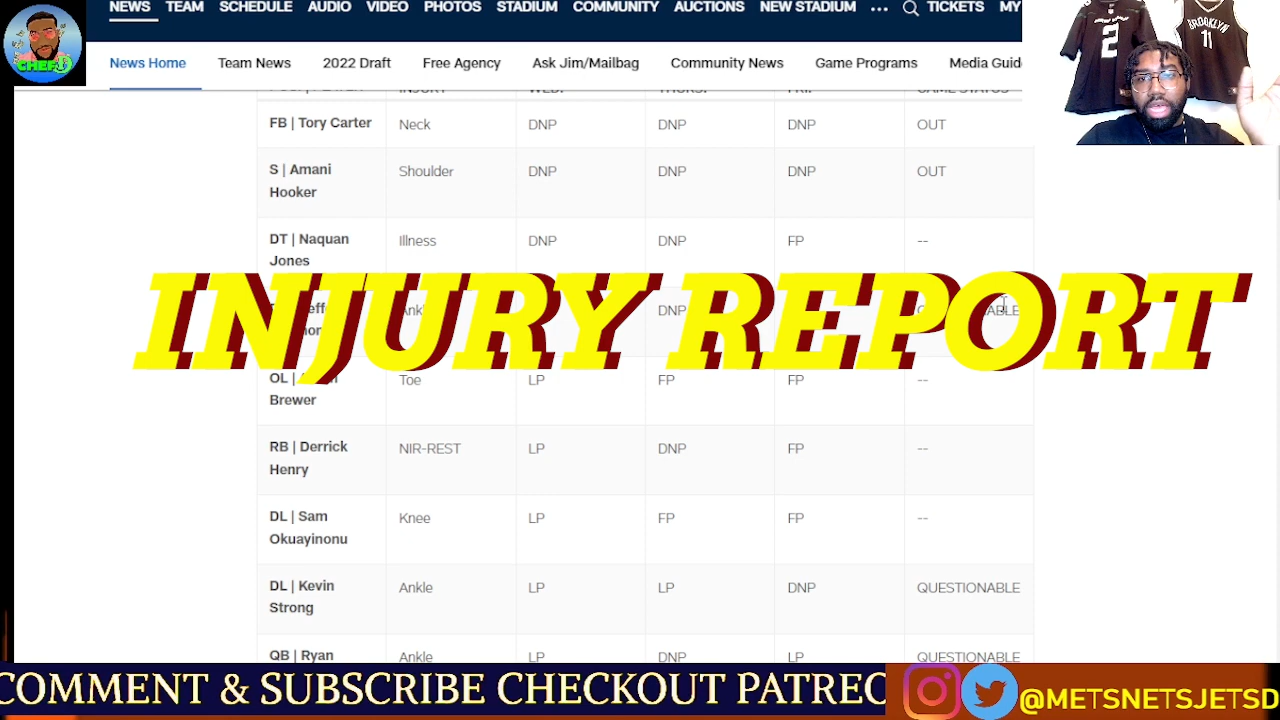 NEWS TEAM SCHEDULE AUDIO VIDEO PHOTOS STADIUM COMMUNITY AUCTIONS NEW STADIUM ... TICKETS MY
News Home Team News 2022 Draft Free Agency Ask Jim/Mailbag Community News Game Programs Media Guid
CHEF
2
BROOKLYN
11
FB | Tory Carter Neck DNP DNP DNP OUT
S | Amani Hooker Shoulder DNP DNP DNP OUT
DT | Naquan Jones Illness DNP DNP FP --
DNP
INJURY REPORT
OL |
Brewer Toe LP FP FP --
RB | Derrick Henry NIR-REST LP DNP FP --
DL | Sam Okuayinonu Knee LP FP FP --
DL | Kevin Strong Ankle LP LP DNP QUESTIONABLE
QB | Ryan Ankle LP DNP LP QUESTIONABLE
COMMENT & SUBSCRIBE CHECKOUT PATREO
@METSNETSJETSD